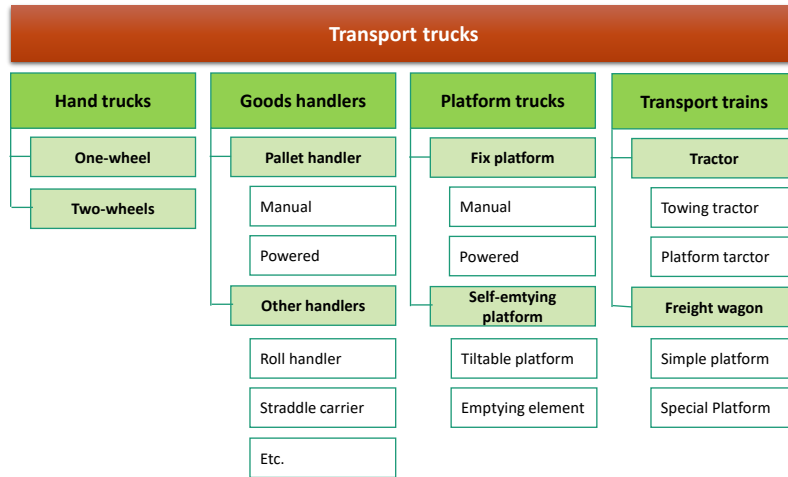 Transport trucks
Hand trucks
One-wheel
Two-wheels
Goods handlers
Pallet handler
Manual
Powered
Other handlers
Roll handler
Straddle carrier
Etc.
Platform trucks
Fix platform
Manual
Powered
Self-emtying
platform
Tiltable platform
Emptying element
Transport trains
Tractor
Towing tractor
Platform tarctor
Freight wagon
Simple platform
Special Platform